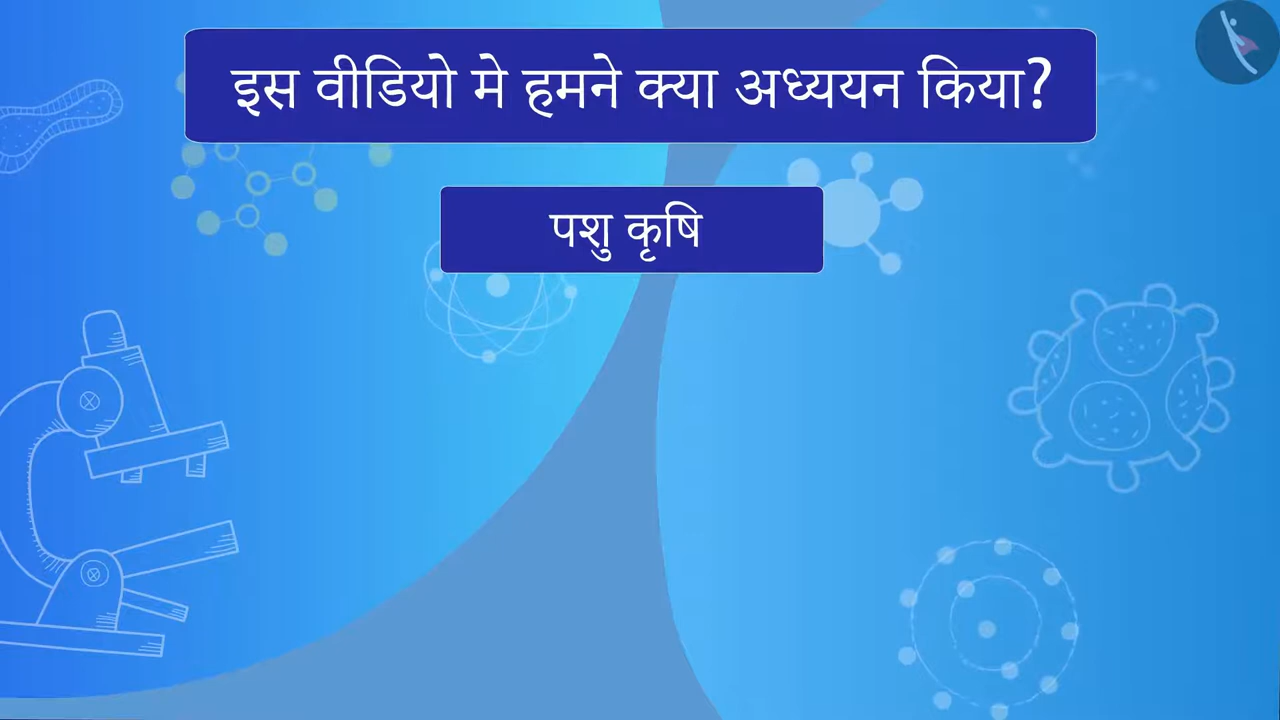 इस वीडियो मे हमने क्या अध्ययन किया?
पशु कृषि